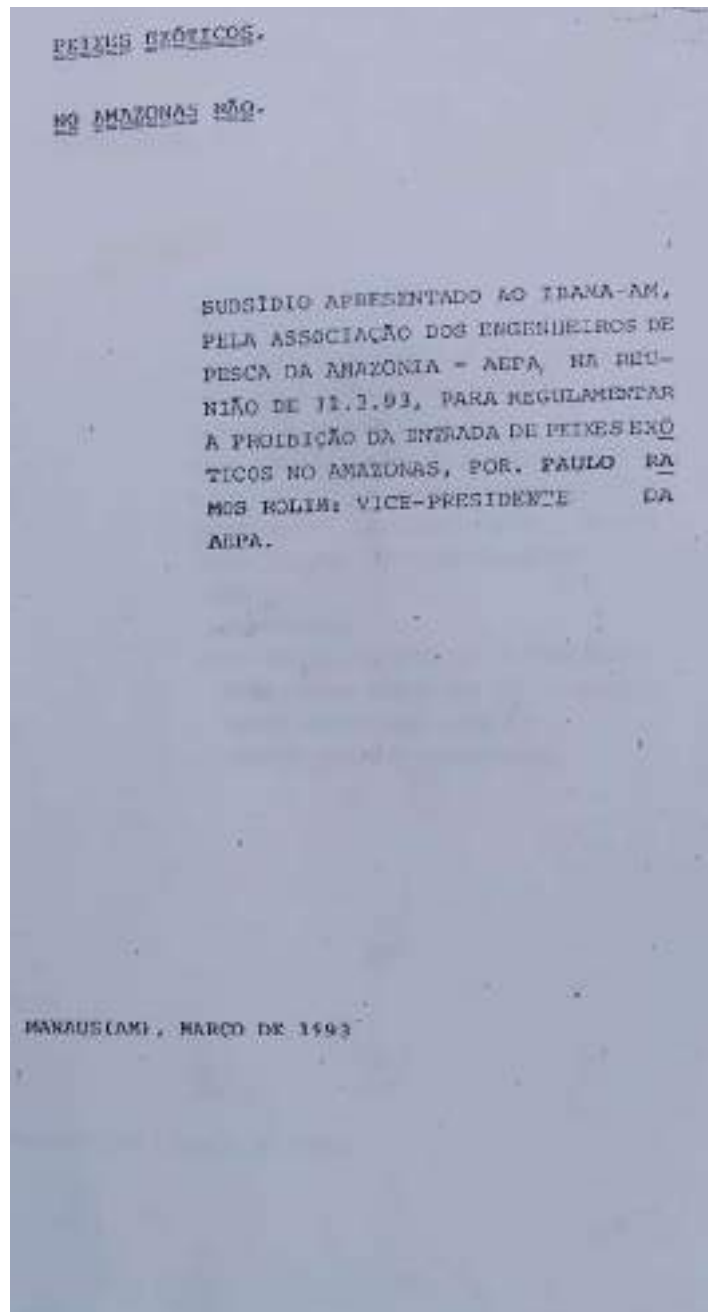 PEIXES EXÓTICOS.
NO AMAZONAS NÃO.
SUBSÍDIO APRESENTADO AO IBAMA-AM,
PELA ASSOCIAÇÃO DOS ENGENHEIROS DE
PESCA DA AMAZÔNIA - AEPA, NA REU-
NIÃO DE 11.3.93, PARA REGULAMENTAR
A PROIBIÇÃO DA ENTRADA DE PEIXES EXÓ
TICOS NO AMAZONAS, POR. PAULO RA
MOS ROLIM: VICE-PRESIDENTE DA
AEPA.
MANAUS(AM), MARÇO DE 1993